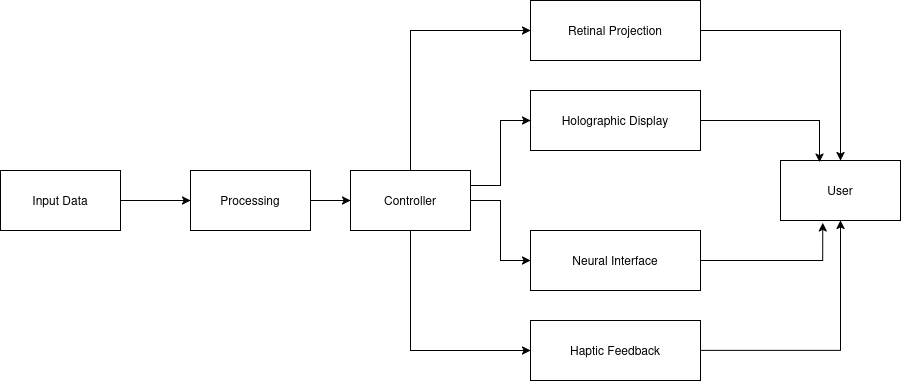 Retinal Projection
Holographic Display
Input Data
Processing
Controller
User
Neural Interface
Haptic Feedback